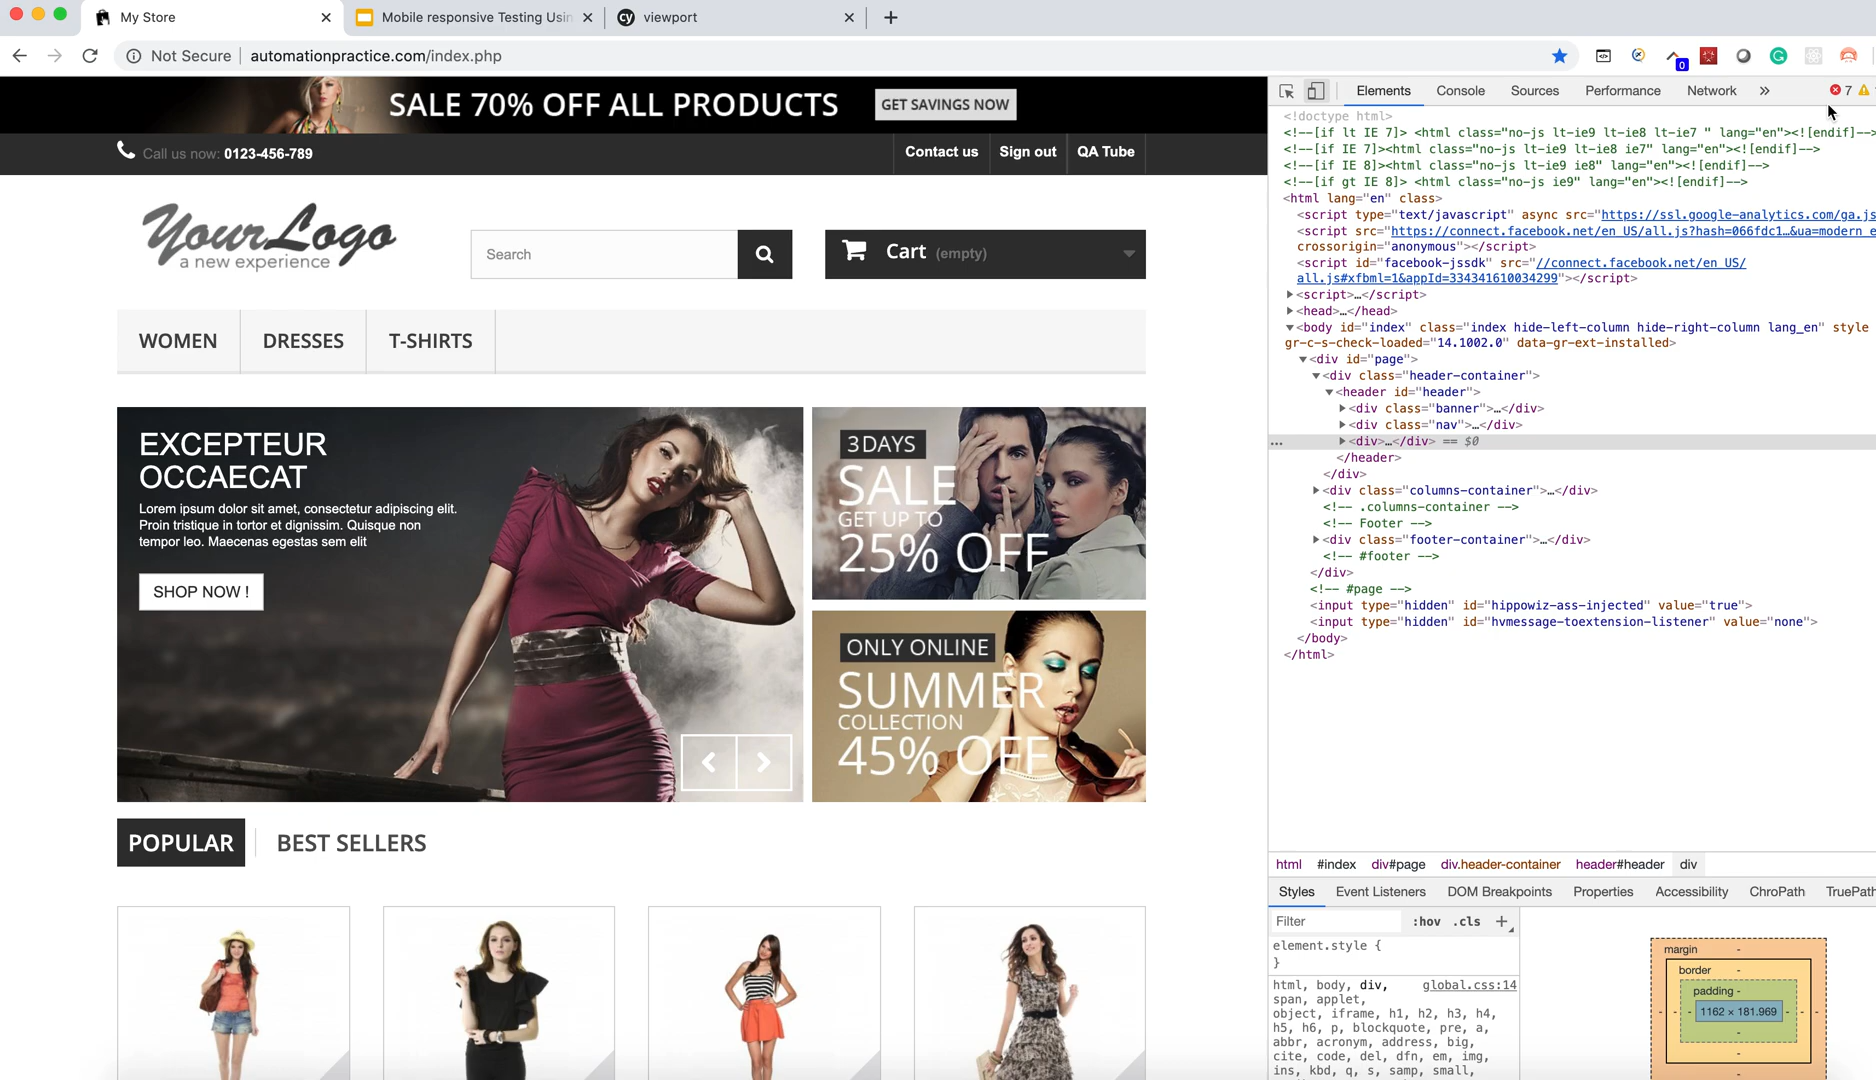 My Store
Mobile responsive Testing Usin
cy viewport
Not Secure automationpractice.com/index.php
0
SALE 70% OFF ALL PRODUCTS GET SAVINGS NOW
Call us now: 0123-456-789 Contact us Sign out QA Tube
YourLogo
a new experience
Search
Cart (empty)
WOMEN DRESSES T-SHIRTS
EXCEPTEUR
OCCAECAT
Lorem ipsum dolor sit amet, consectetur adipiscing elit.
Proin tristique in tortor et dignissim. Quisque non
tempor leo. Maecenas egestas sem elit
SHOP NOW !
3 DAYS
SALE
GET UP TO
25% OFF
ONLY ONLINE
SUMMER
COLLECTION
45% OFF
POPULAR BEST SELLERS
Elements Console Sources Performance Network » 7
<!doctype html>
<!--[if lt IE 7]> <html class="no-js lt-ie9 lt-ie8 lt-ie7 " lang="en"><![endif]-->
<!--[if IE 7]><html class="no-js lt-ie9 lt-ie8 ie7" lang="en"><![endif]-->
<!--[if IE 8]><html class="no-js lt-ie9 ie8" lang="en"><![endif]-->
<!--[if gt IE 8]> <html class="no-js ie9" lang="en"><![endif]-->
<html lang="en" class>
<script type="text/javascript" async src="https://ssl.google-analytics.com/ga.js
<script src="https://connect.facebook.net/en_US/all.js?hash=066fdc1…&ua=modern_e
crossorigin="anonymous"></script>
<script id="facebook-jssdk" src="//connect.facebook.net/en_US/
all.js#xfbml=1&appId=334341610034299"></script>
<script>…</script>
<head>…</head>
<body id="index" class="index hide-left-column hide-right-column lang_en" style
gr-c-s-check-loaded="14.1002.0" data-gr-ext-installed>
<div id="page">
<div class="header-container">
<header id="header">
<div class="banner">…</div>
<div class="nav">…</div>
… <div>…</div> == $0
</header>
</div>
<div class="columns-container">…</div>
<!-- .columns-container -->
<!-- Footer -->
<div class="footer-container">…</div>
<!-- #footer -->
</div>
<!-- #page -->
<input type="hidden" id="hippowiz-ass-injected" value="true">
<input type="hidden" id="hvmessage-toextension-listener" value="none">
</body>
</html>
html #index div#page div.header-container header#header div
Styles Event Listeners DOM Breakpoints Properties Accessibility ChroPath TruePath
Filter :hov .cls +
element.style {
}
html, body, div, global.css:14
span, applet,
object, iframe, h1, h2, h3, h4,
h5, h6, p, blockquote, pre, a,
abbr, acronym, address, big,
cite, code, del, dfn, em, img,
ins, kbd, q, s, samp, small,
margin -
border -
padding -
- - - 1162 × 181.969 - - -
-
-
-